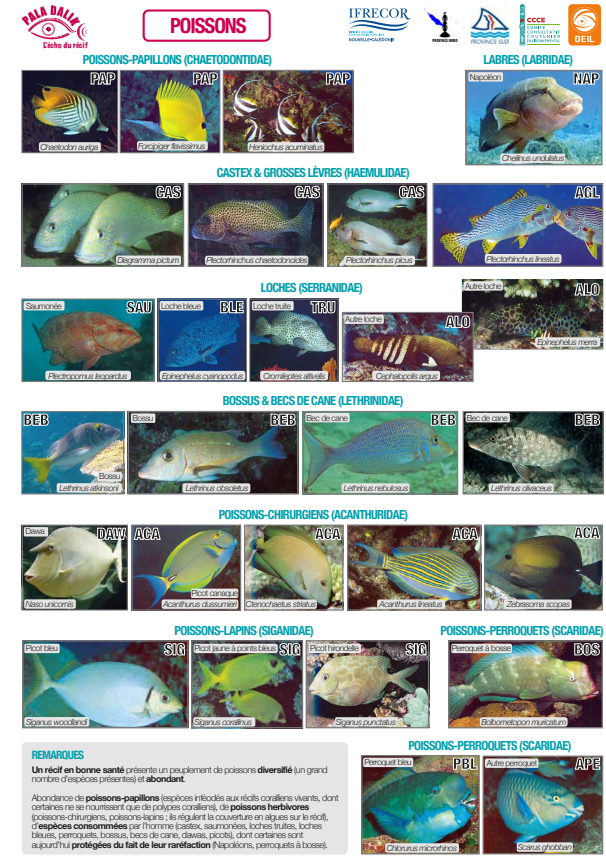 PALA DALIK
L'écho du récif
POISSONS
IFRECOR
NOUVELLE-CALÉDONIE
PROVINCE NORD
PROVINCE SUD
CCCE
COMITÉ
CONSULTATIF
COUTUMIER
ENVIRONNEMENTAL
OEIL
POISSONS-PAPILLONS (CHAETODONTIDAE)
LABRES (LABRIDAE)
PAP
Chaetodon auriga
PAP
Forcipiger flavissimus
PAP
Heniochus acuminatus
Napoléon
NAP
Cheilinus undulatus
CASTEX & GROSSES LÈVRES (HAEMULIDAE)
CAS
Diagramma pictum
CAS
Plectorhinchus chaetodonoides
CAS
Plectorhinchus picus
AGL
Plectorhinchus lineatus
LOCHES (SERRANIDAE)
Saumonée
SAU
Plectropomus leopardus
Loche bleue
BLE
Epinephelus cyanopodus
Loche truite
TRU
Cromileptes altivelis
Autre loche
ALO
Cephalopolis argus
Autre loche
ALO
Epinephelus merra
BOSSUS & BECS DE CANE (LETHRINIDAE)
BEB
Bossu
Lethrinus atkinsoni
Bossu
BEB
Lethrinus obsoletus
Bec de cane
BEB
Lethrinus nebulosus
Bec de cane
BEB
Lethrinus olivaceus
POISSONS-CHIRURGIENS (ACANTHURIDAE)
Dawa
DAW
Naso unicornis
ACA
Picot canaque
Acanthurus dussumieri
ACA
Ctenochaetus striatus
ACA
Acanthurus lineatus
ACA
Zebrasoma scopas
POISSONS-LAPINS (SIGANIDAE)
POISSONS-PERROQUETS (SCARIDAE)
Picot bleu
SIG
Siganus woodlandi
Picot jaune à points bleus
SIG
Siganus corallinus
Picot hirondelle
SIG
Siganus punctatus
Perroquet à bosse
BOS
Bolbometopon muricatum
POISSONS-PERROQUETS (SCARIDAE)
Perroquet bleu
PBL
Chlorurus microrhinos
Autre perroquet
APE
Scarus ghobban
REMARQUES
Un récif en bonne santé présente un peuplement de poissons diversifié (un grand
nombre d'espèces présentes) et abondant.
Abondance de poissons-papillons (espèces inféodés aux récifs coralliens vivants, dont
certaines ne se nourrissent que de polypes coralliens), de poissons herbivores
(poissons-chirurgiens, poissons-lapins ; ils régulent la couverture en algues sur le récif),
d'espèces consommées par l'homme (castex, saumonées, loches truites, loches
bleues, perroquets, bossus, becs de cane, dawas, picots), dont certaines sont
aujourd'hui protégées du fait de leur raréfaction (Napoléons, perroquets à bosse).